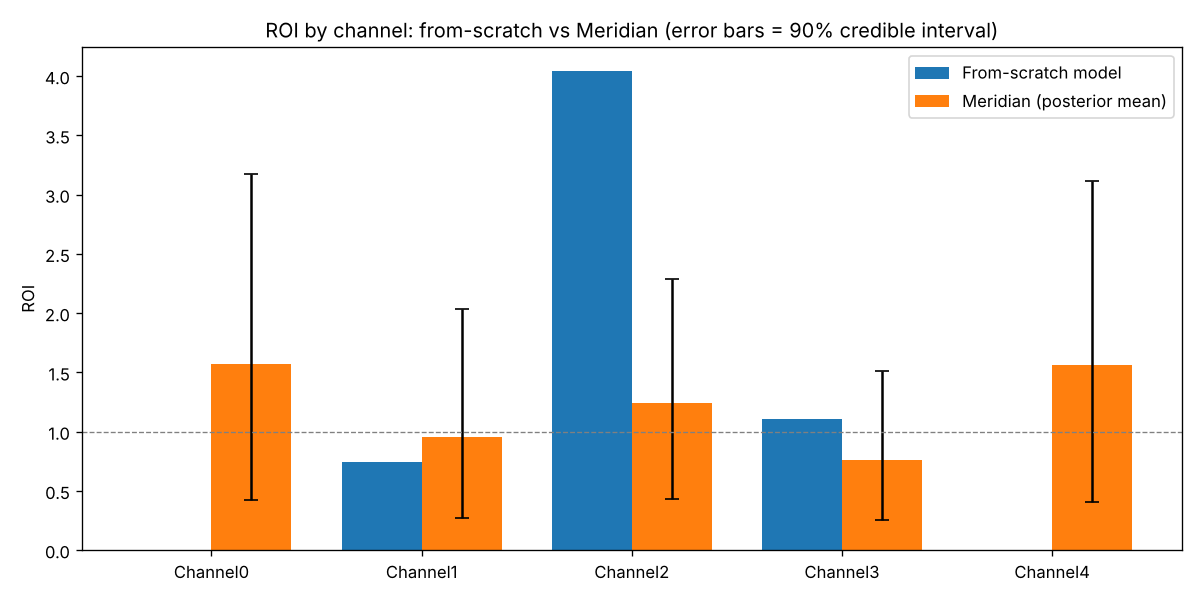 ROI by channel: from-scratch vs Meridian (error bars = 90% credible interval)
From-scratch model
Meridian (posterior mean)
ROI
4.0
3.5
3.0
2.5
2.0
1.5
1.0
0.5
0.0
Channel0 Channel1 Channel2 Channel3 Channel4